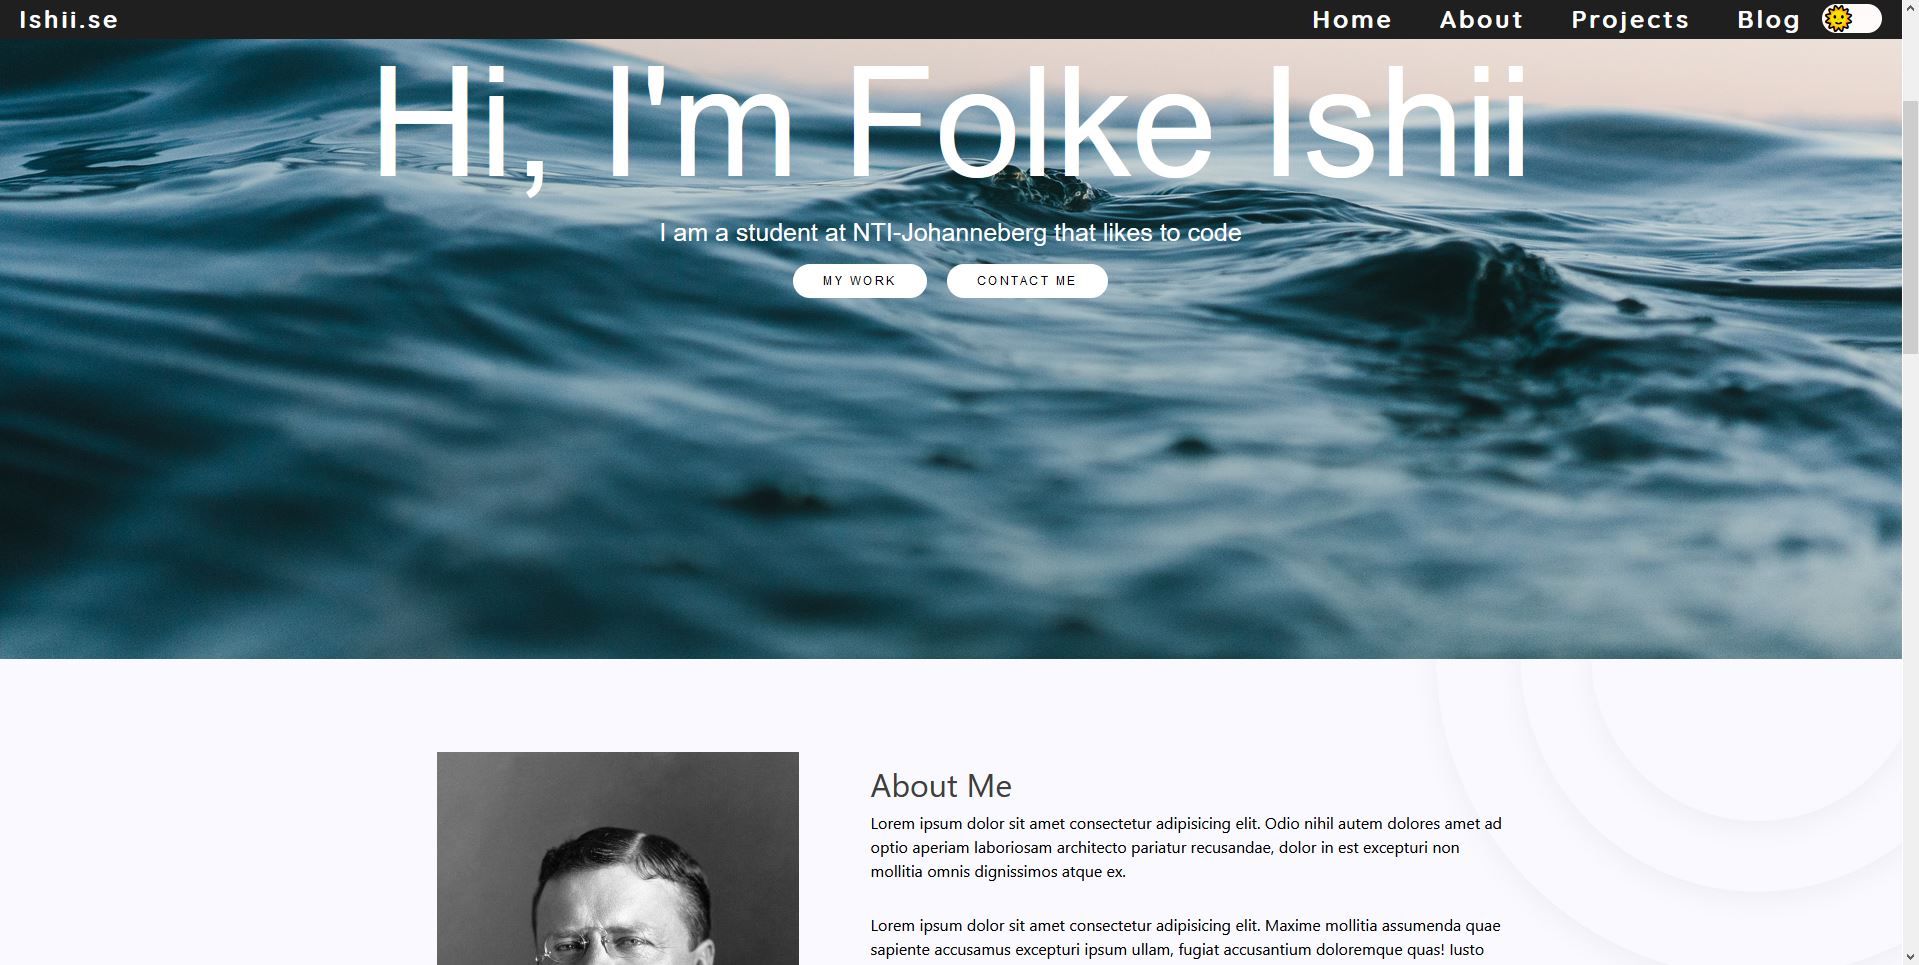 Ishii.se
Home About Projects Blog
Hi, I'm Folke Ishii
I am a student at NTI-Johanneberg that likes to code
MY WORK CONTACT ME
About Me
Lorem ipsum dolor sit amet consectetur adipisicing elit. Odio nihil autem dolores amet ad
optio aperiam laboriosam architecto pariatur recusandae, dolor in est excepturi non
mollitia omnis dignissimos atque ex.
Lorem ipsum dolor sit amet consectetur adipisicing elit. Maxime mollitia assumenda quae
sapiente accusamus excepturi ipsum ullam, fugiat accusantium doloremque quas! Iusto